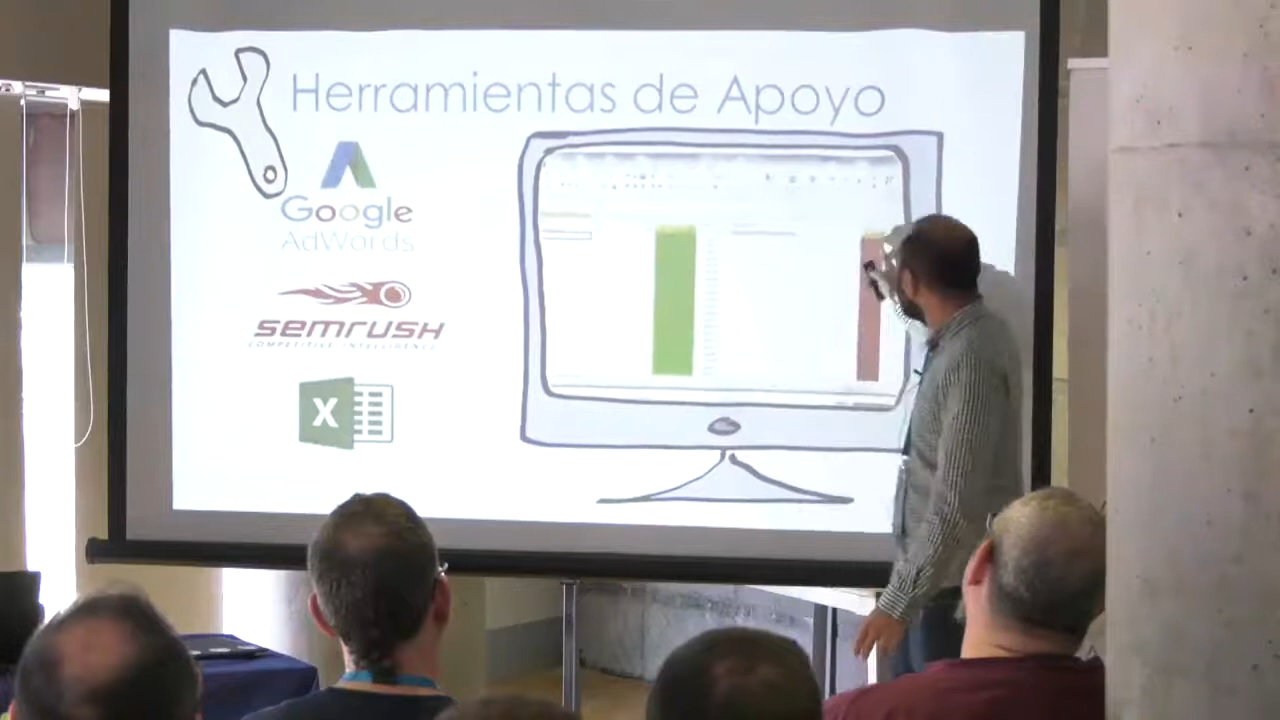 Herramientas de Apoyo
Google
AdWords
semrush
COMPETITIVE INTELLIGENCE
X